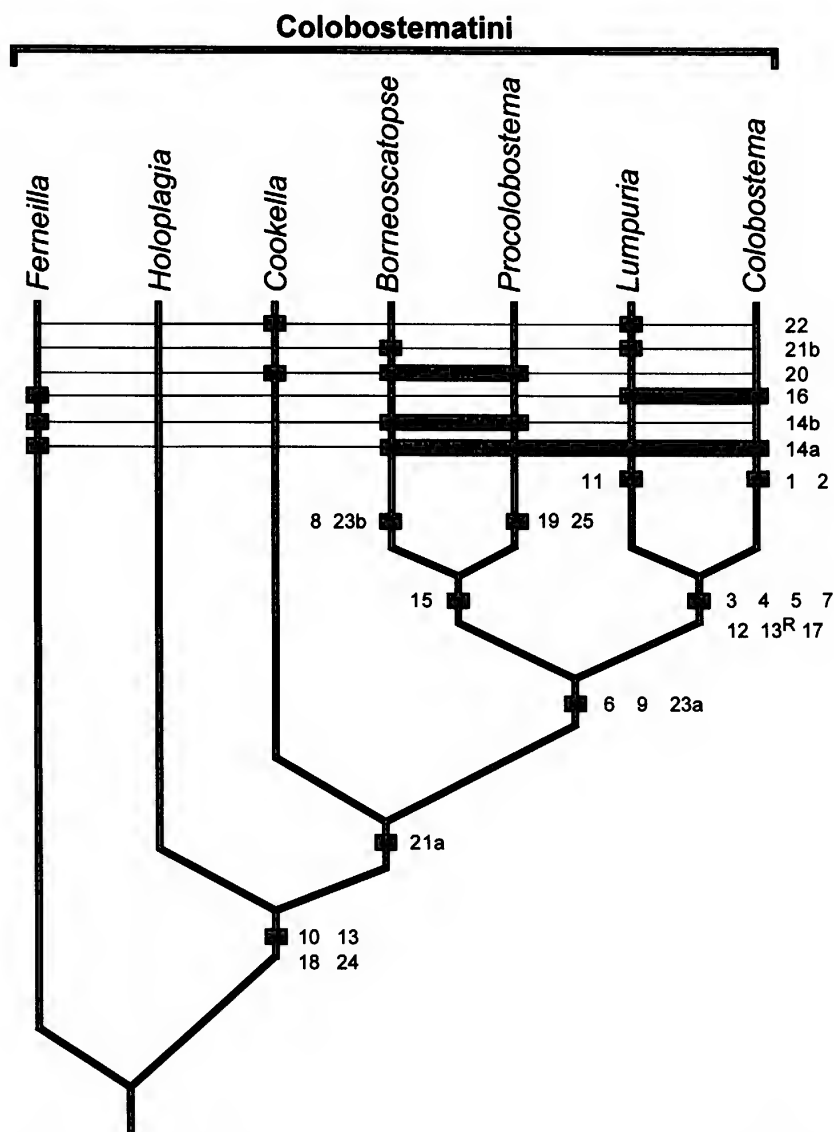 Colobostematini
Ferneilla
Holoplagia
Cookella
Borneoscatopse
Procolobostema
Lumpuria
Colobostema
22
21b
20
16
14b
14a
11
1 2
8 23b
19 25
15
3 4 5 7
12 13R 17
6 9 23a
21a
10 13
18 24